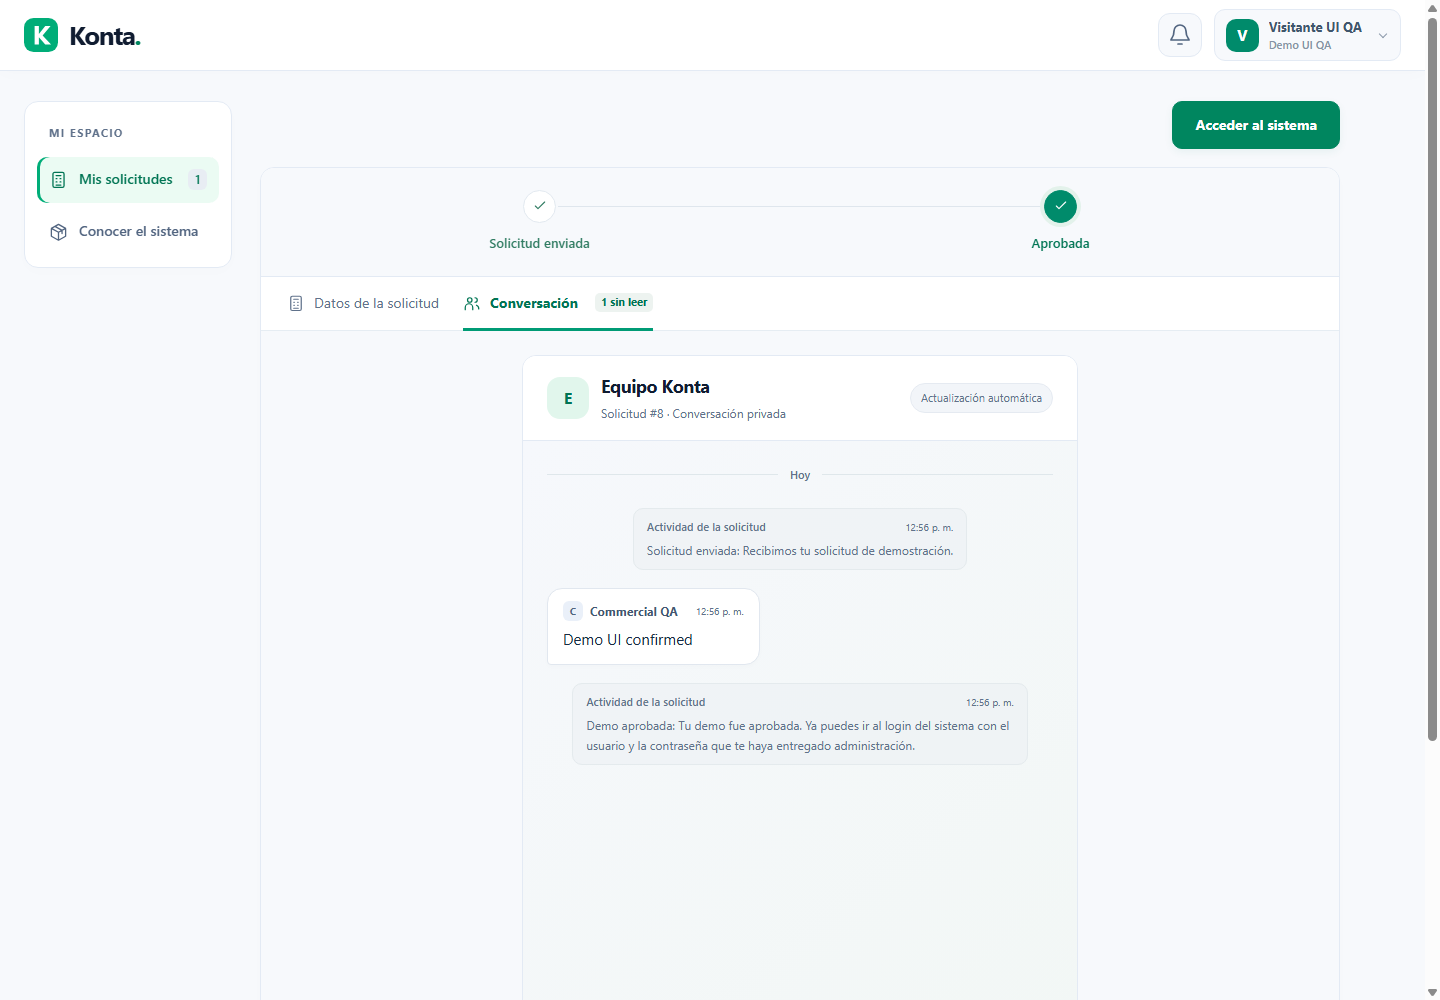 K Konta.
V
Visitante UI QA
Demo UI QA
MI ESPACIO
Mis solicitudes 1
Conocer el sistema
Acceder al sistema
Solicitud enviada
Aprobada
Datos de la solicitud
Conversación
1 sin leer
E
Equipo Konta
Solicitud #8 · Conversación privada
Actualización automática
Hoy
Actividad de la solicitud 12:56 p. m.
Solicitud enviada: Recibimos tu solicitud de demostración.
C Commercial QA 12:56 p. m.
Demo UI confirmed
Actividad de la solicitud 12:56 p. m.
Demo aprobada: Tu demo fue aprobada. Ya puedes ir al login del sistema con el
usuario y la contraseña que te haya entregado administración.